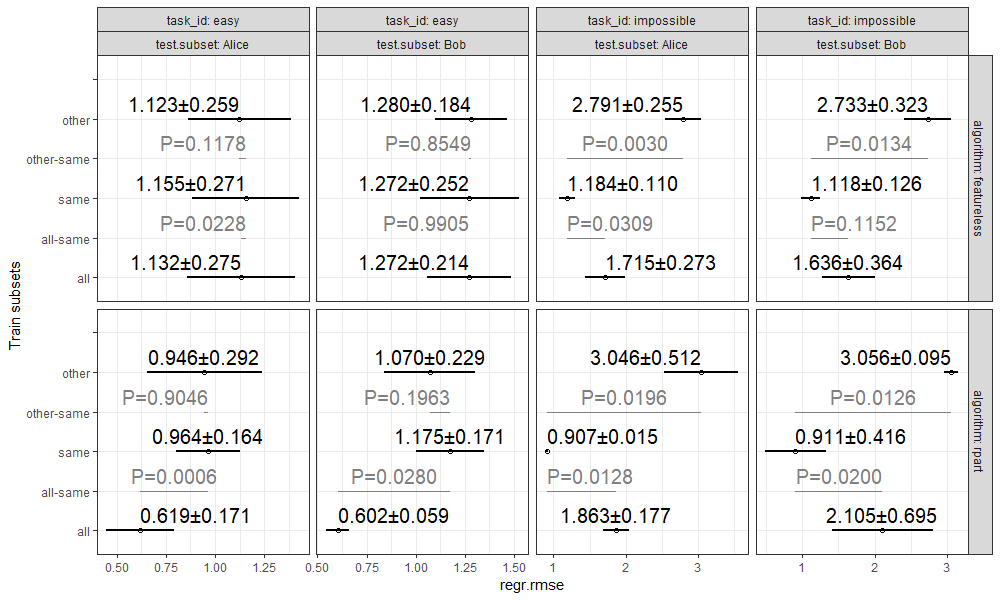 task_id: easy
task_id: easy
task_id: impossible
task_id: impossible
test.subset: Alice
test.subset: Bob
test.subset: Alice
test.subset: Bob
Train subsets
other
other-same
same
all-same
all
1.123±0.259
P=0.1178
1.155±0.271
P=0.0228
1.132±0.275
1.280±0.184
P=0.8549
1.272±0.252
P=0.9905
1.272±0.214
2.791±0.255
P=0.0030
1.184±0.110
P=0.0309
1.715±0.273
2.733±0.323
P=0.0134
1.118±0.126
P=0.1152
1.636±0.364
algorithm: featureless
other
other-same
same
all-same
all
0.946±0.292
P=0.9046
0.964±0.164
P=0.0006
0.619±0.171
1.070±0.229
P=0.1963
1.175±0.171
P=0.0280
0.602±0.059
3.046±0.512
P=0.0196
0.907±0.015
P=0.0128
1.863±0.177
3.056±0.095
P=0.0126
0.911±0.416
P=0.0200
2.105±0.695
algorithm: rpart
0.50 0.75 1.00 1.25
0.50 0.75 1.00 1.25 1.50
1 2 3
1 2 3
regr.rmse